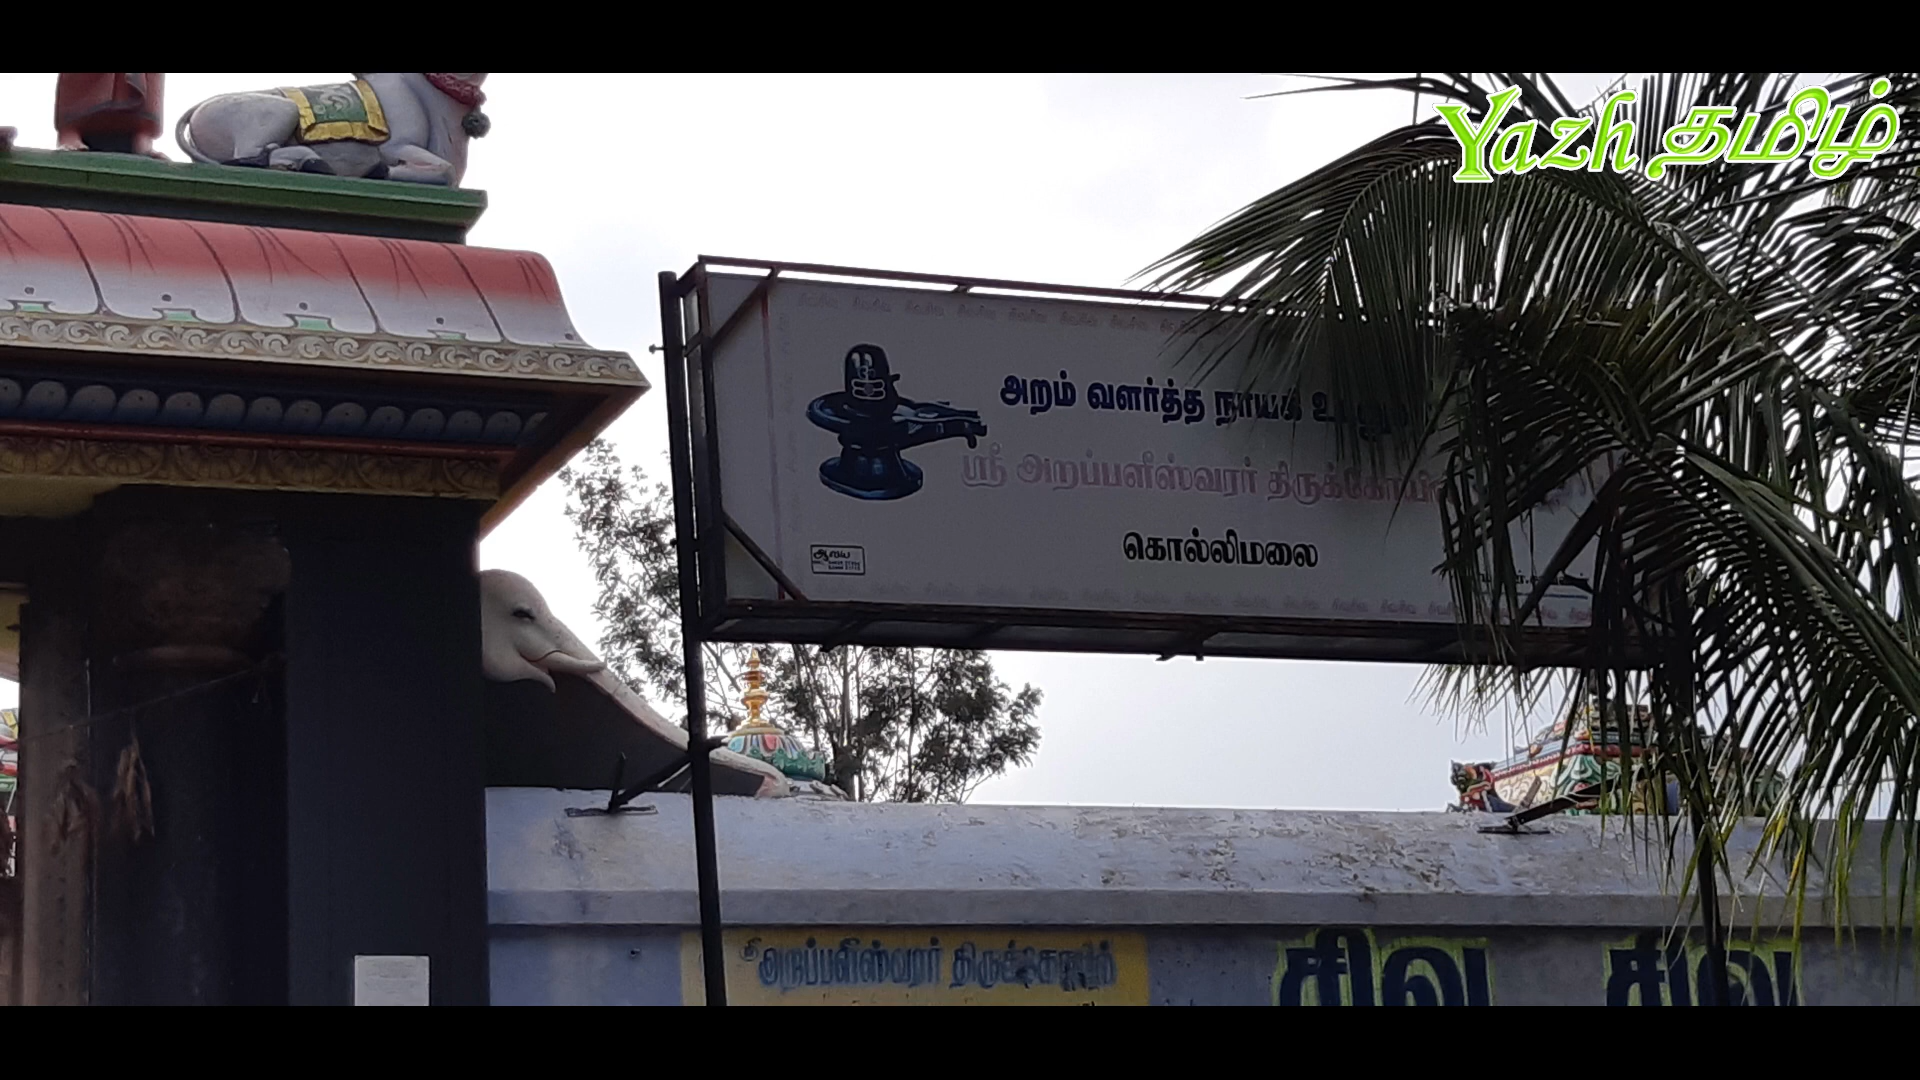 Yazh தமிழ்
அறம் வளர்த்த நாயகி
ஸ்ரீ அறப்பளீஸ்வரர் திருக்கோயில்
கொல்லிமலை
ஸ்ரீ அறப்பளீஸ்வரர் திருக்கோயில்
சிவ சிவ